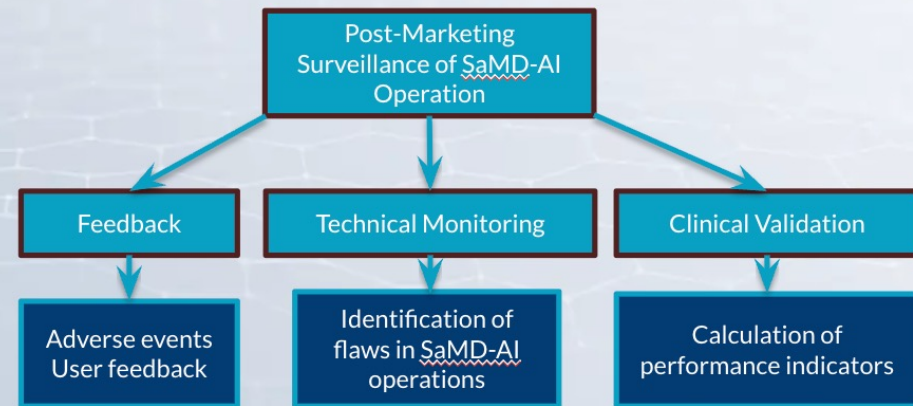 Post-Marketing
Surveillance of SaMD-AI
Operation
Feedback
Technical Monitoring
Clinical Validation
Adverse events
User feedback
Identification of
flaws in SaMD-AI
operations
Calculation of
performance indicators